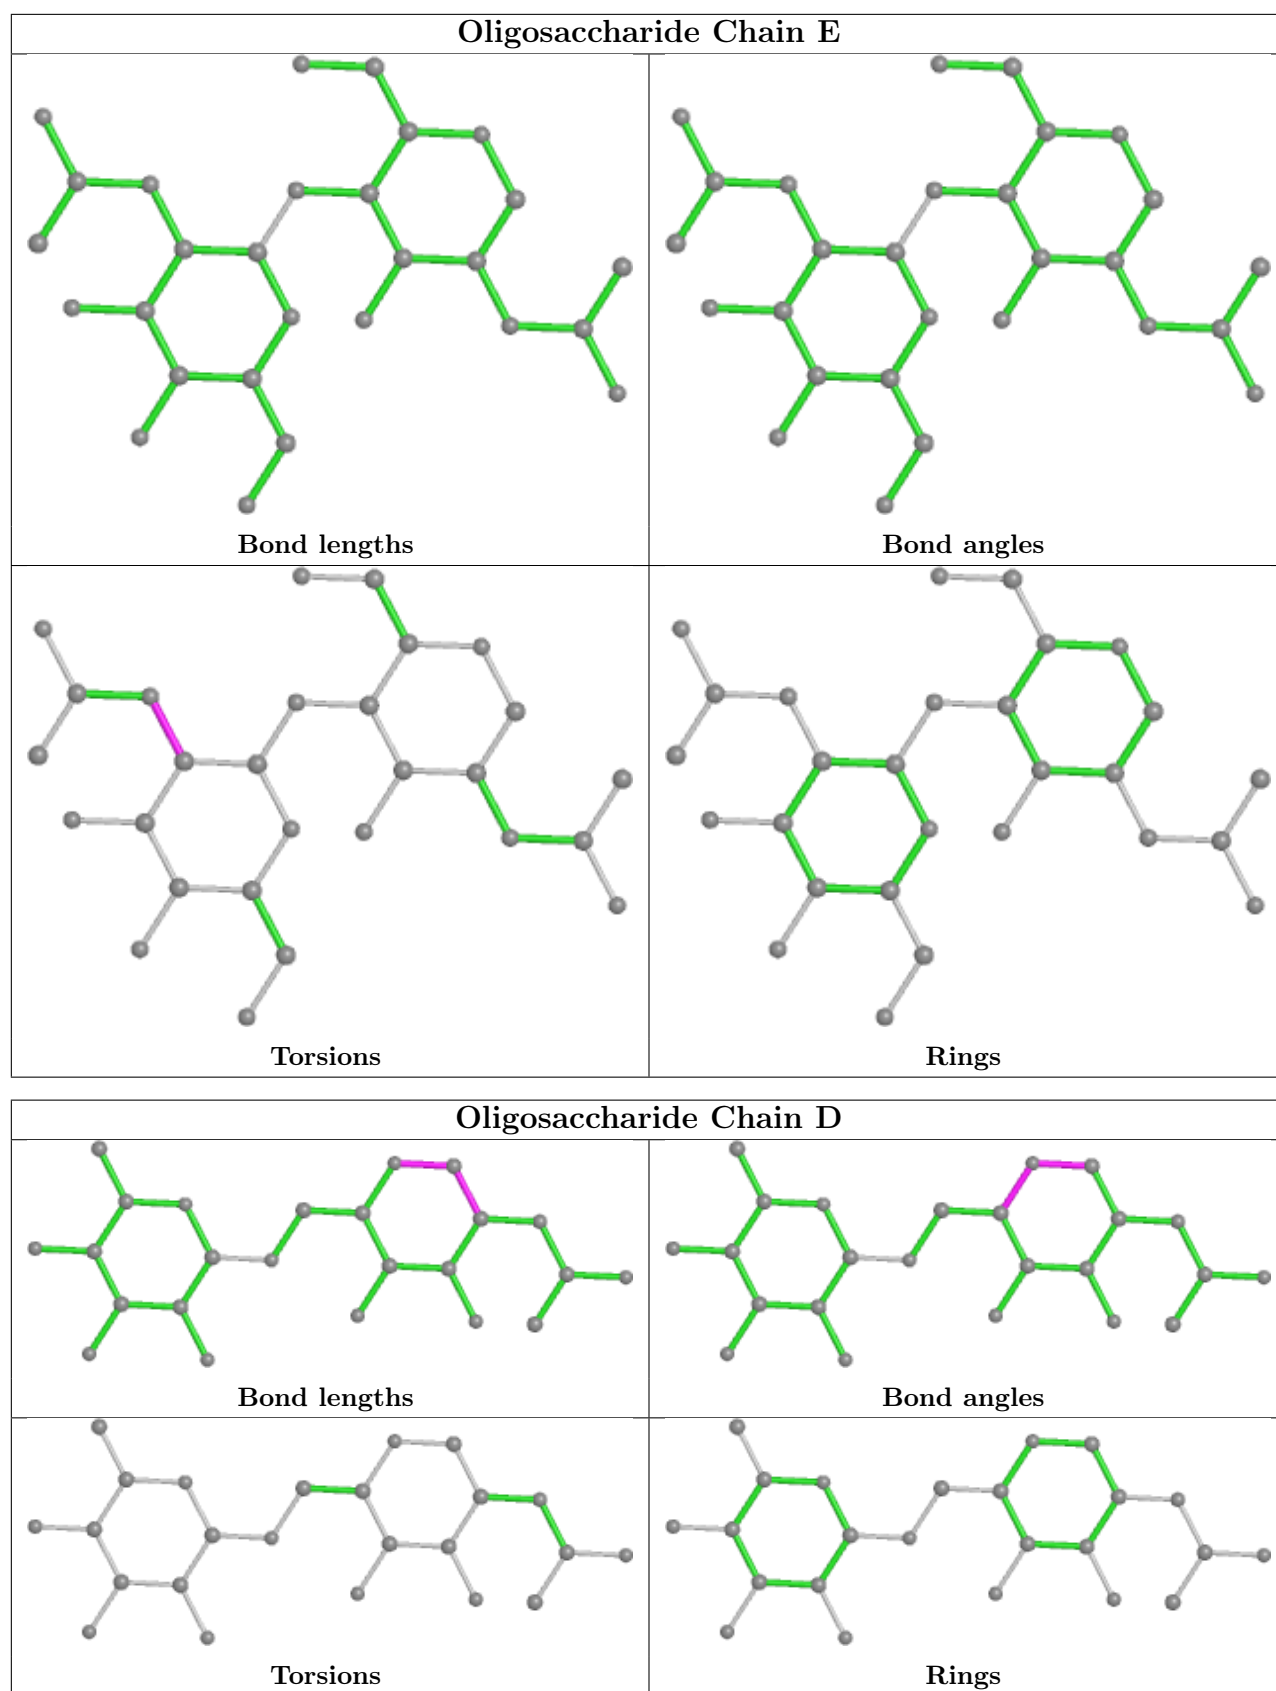 Oligosaccharide Chain E
Bond lengths
Bond angles
Torsions
Rings
Oligosaccharide Chain D
Bond lengths
Bond angles
Torsions
Rings